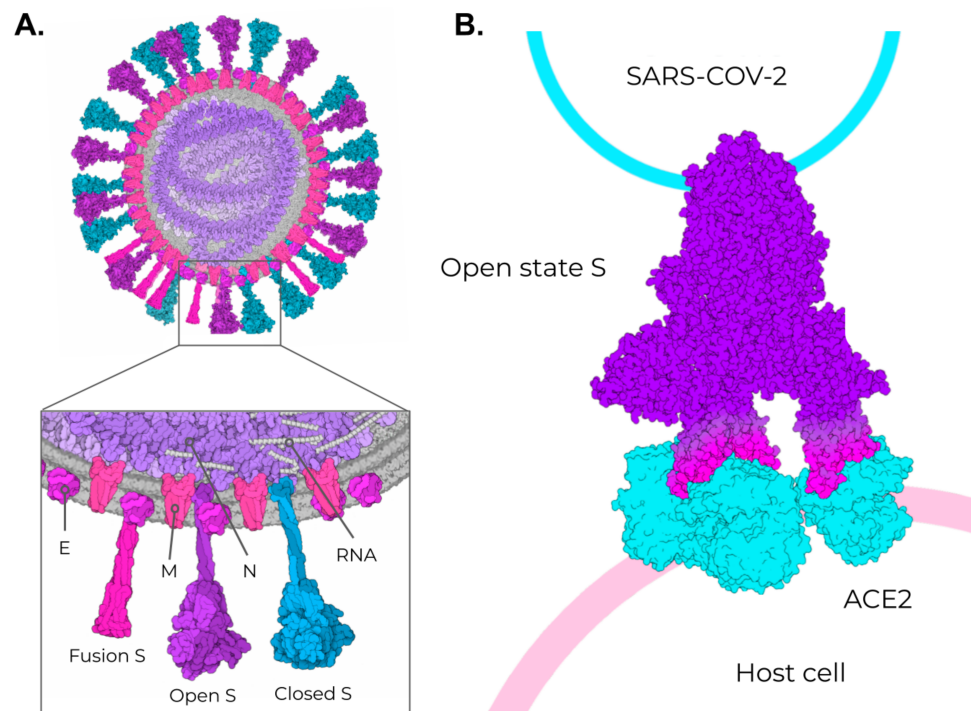 A.
E
M
N
RNA
Fusion S
Open S
Closed S
B.
SARS-COV-2
Open state S
ACE2
Host cell